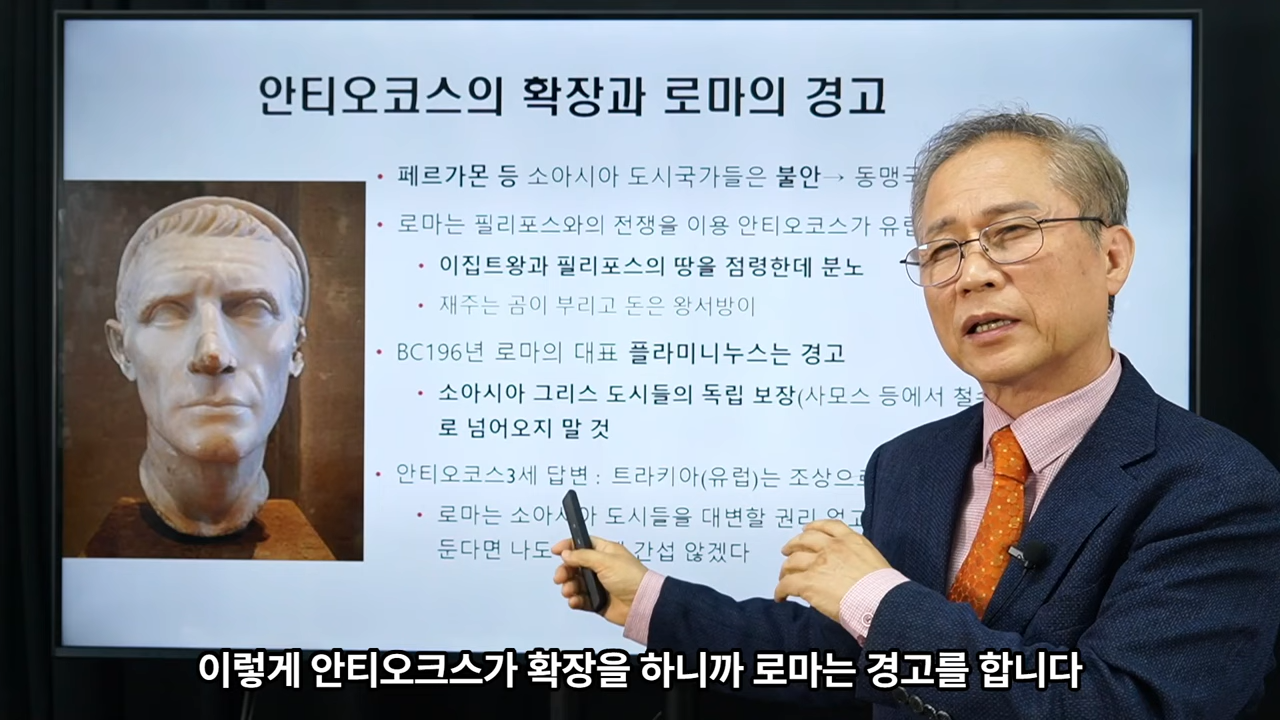 안티오코스의 확장과 로마의 경고
• 페르가몬 등 소아시아 도시국가들은 불안→ 동맹국
• 로마는 필리포스와의 전쟁을 이용 안티오코스가 유럽
• 이집트왕과 필리포스의 땅을 점령한데 분노
• 재주는 곰이 부리고 돈은 왕서방이
• BC196년 로마의 대표 플라미니누스는 경고
• 소아시아 그리스 도시들의 독립 보장(사모스 등에서
로 넘어오지 말 것
• 안티오코스3세 답변 : 트라키아(유럽)는 조상으로
• 로마는 소아시아 도시들을 대변할 권리 없고
둔다면 나도 간섭 않겠다
이렇게 안티오크스가 확장을 하니까 로마는 경고를 합니다